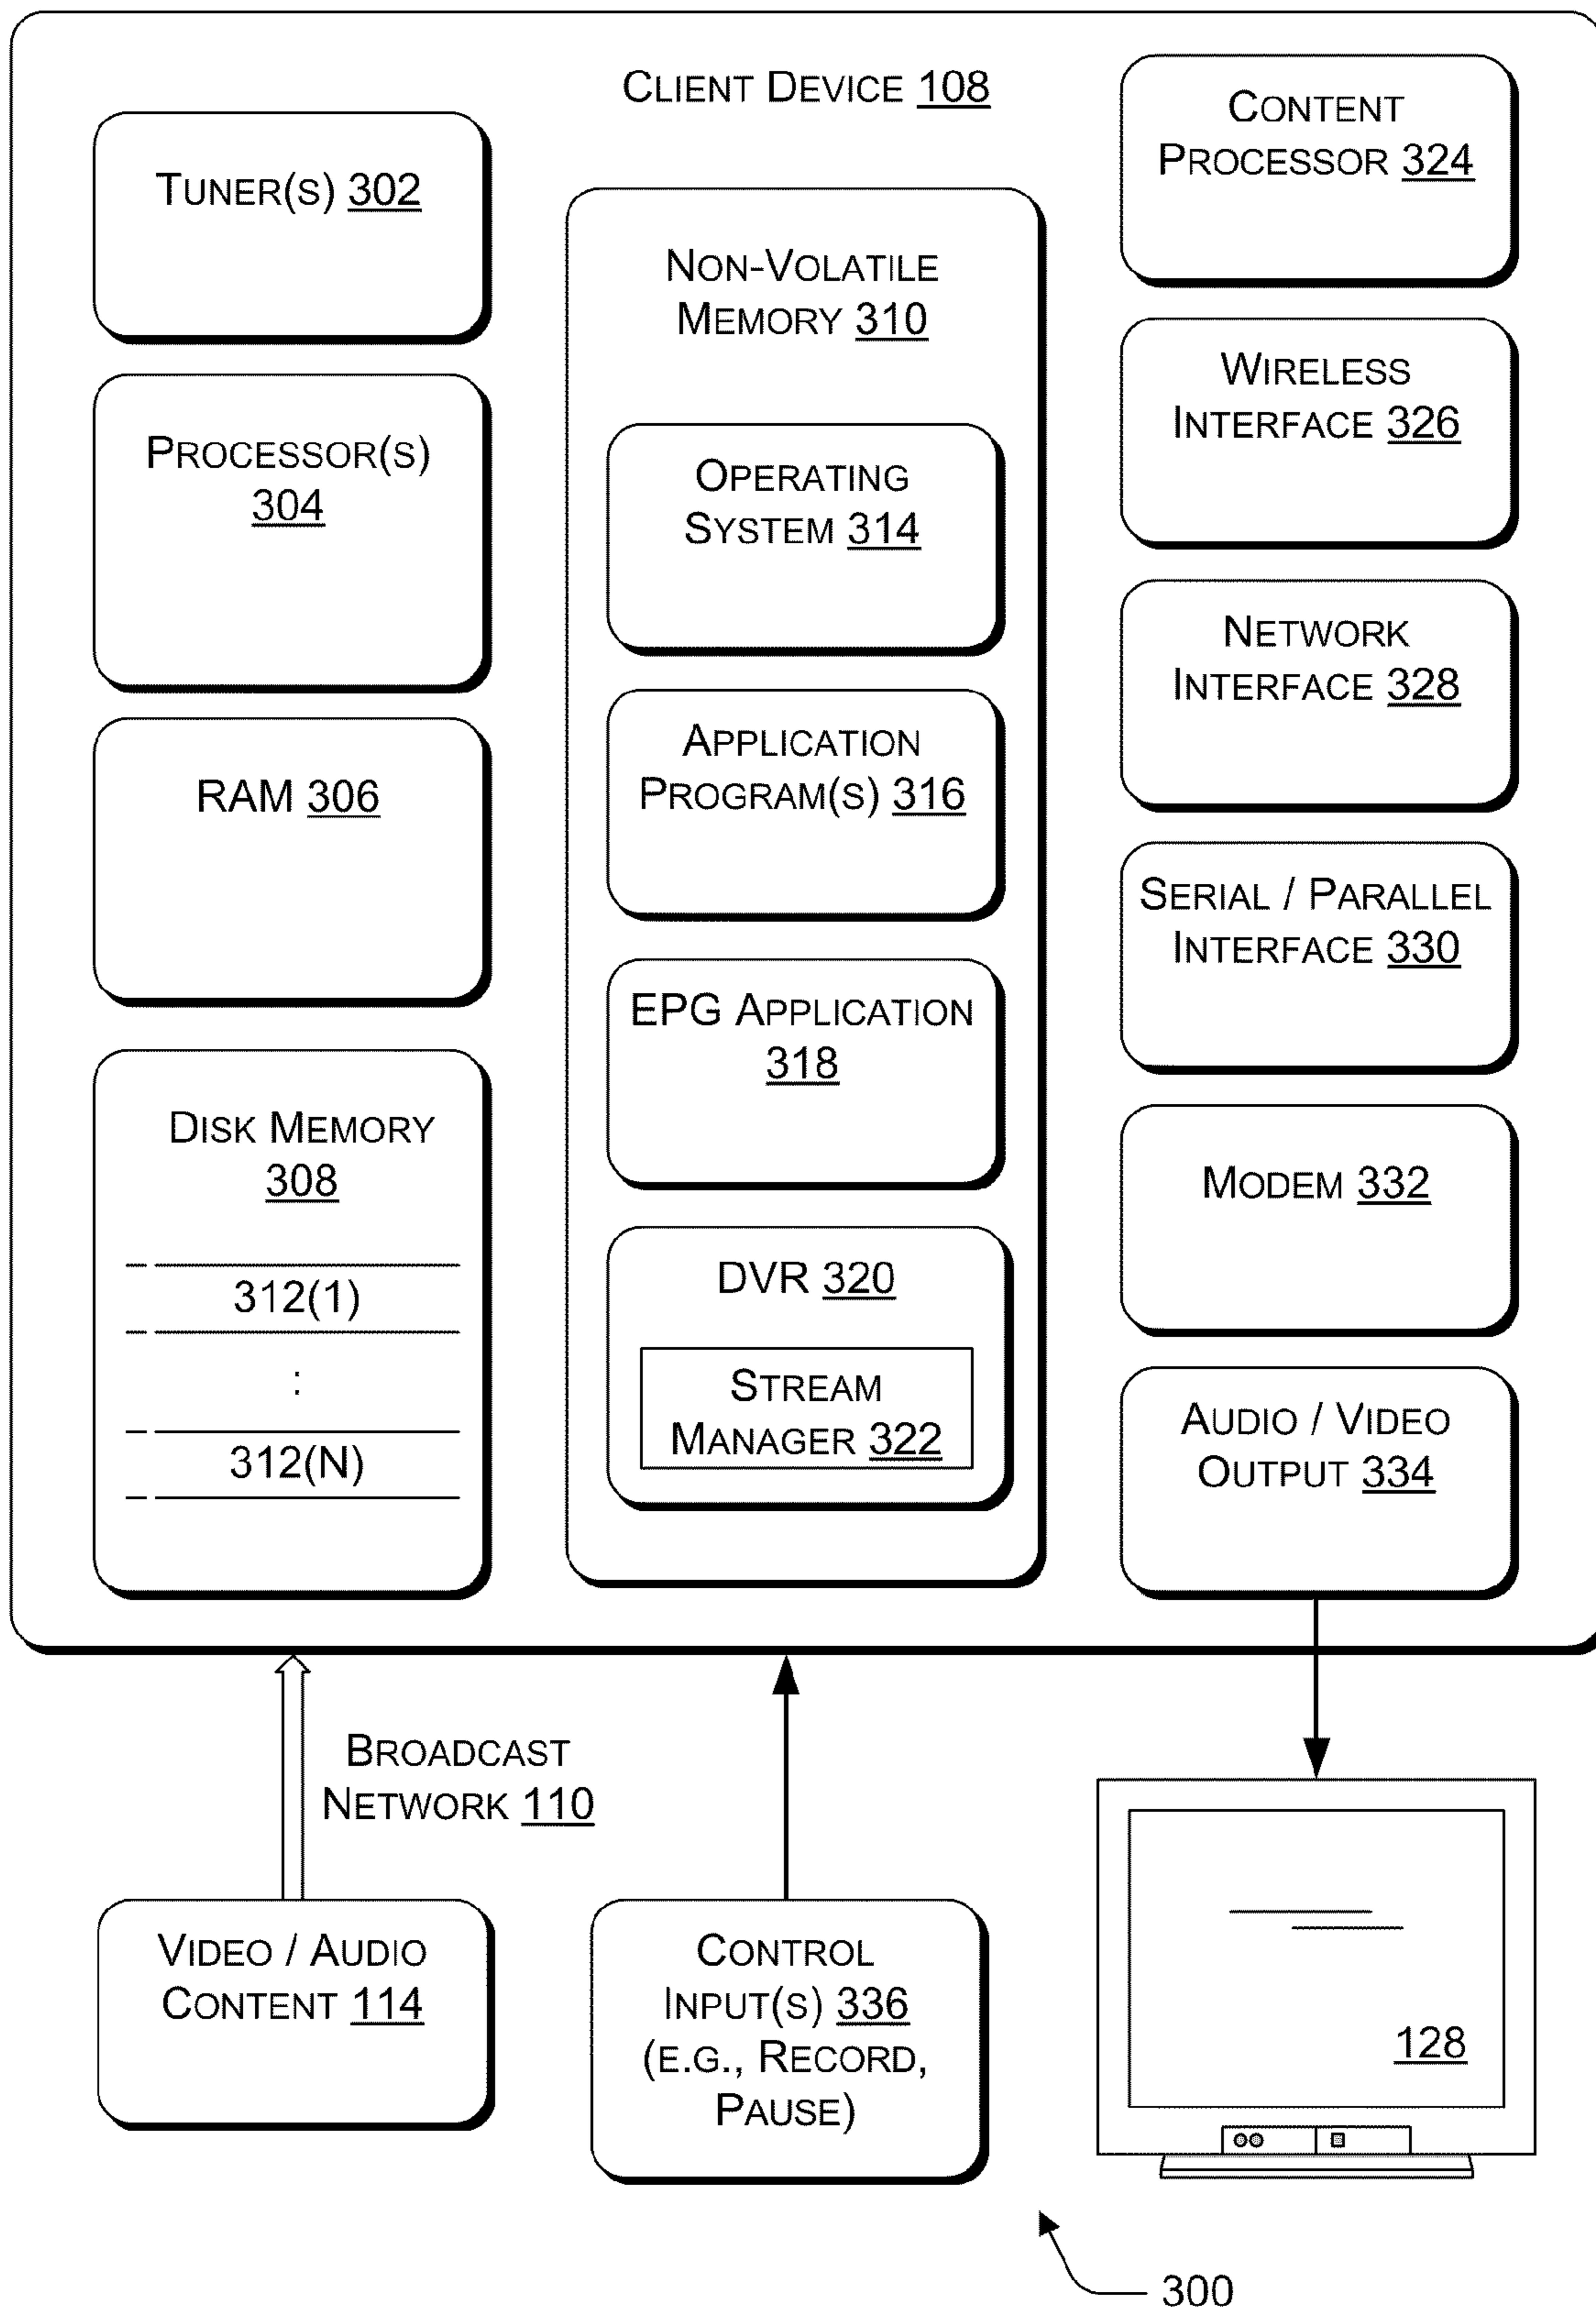 CLIENT DEVICE 108
TUNER(S) 302
PROCESSOR(S)
304
RAM 306
DISK MEMORY
308
312(1)
:
312(N)
NON-VOLATILE
MEMORY 310
OPERATING
SYSTEM 314
APPLICATION
PROGRAM(S) 316
EPG APPLICATION
318
DVR 320
STREAM
MANAGER 322
CONTENT
PROCESSOR 324
WIRELESS
INTERFACE 326
NETWORK
INTERFACE 328
SERIAL / PARALLEL
INTERFACE 330
MODEM 332
AUDIO / VIDEO
OUTPUT 334
BROADCAST
NETWORK 110
VIDEO / AUDIO
CONTENT 114
CONTROL
INPUT(S) 336
(E.G., RECORD,
PAUSE)
128
300